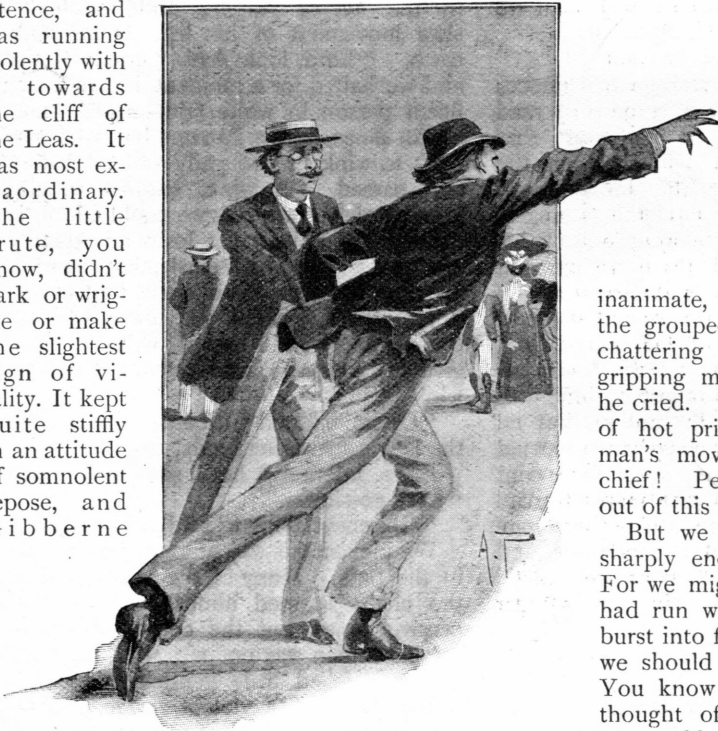 tence, and
as running
olently with
towards
he cliff of
he Leas. It
as most ex-
aordinary.
he little
rute, you
now, didn't
ark or wrig-
e or make
he slightest
gn of vi-
ality. It kept
uite stiffly
n an attitude
f somnolent
epose, and
ibberne
inanimate,
the groupe
chattering
gripping m
he cried.
of hot pri
man's mov
chief! Pe
out of this
But we
sharply en
For we mig
had run w
burst into f
we should
You know
thought of